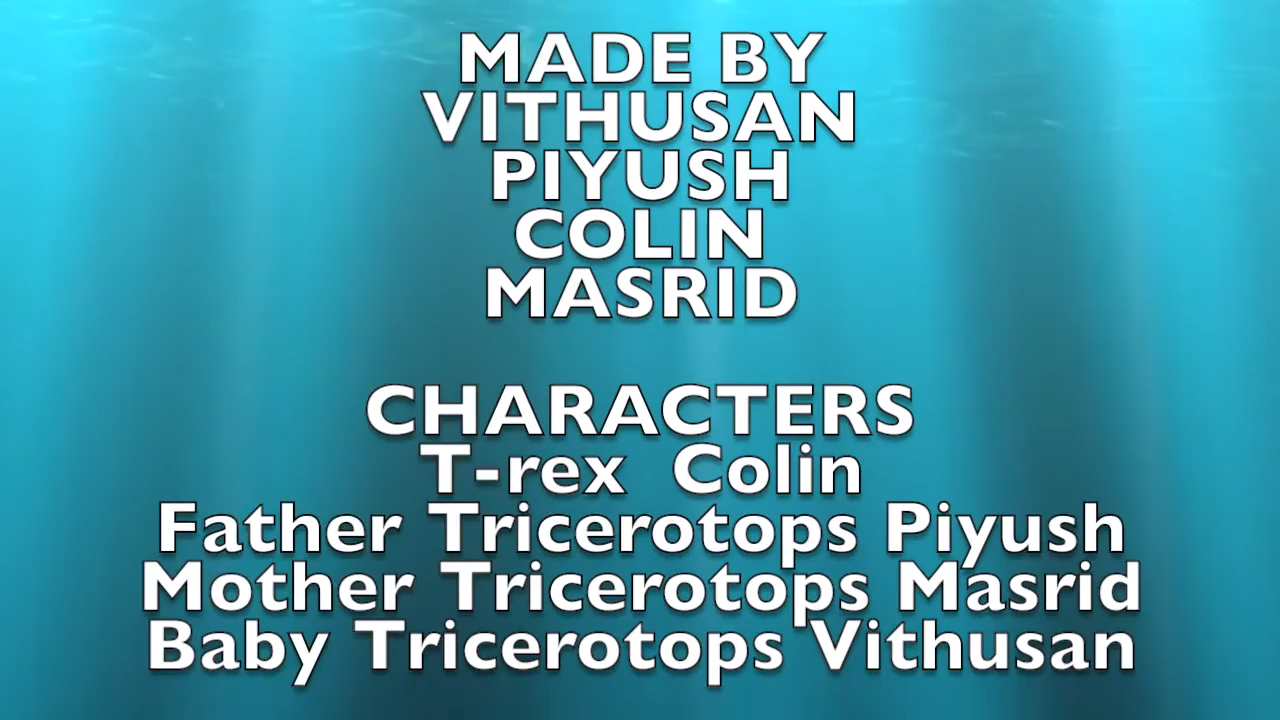 MADE BY
VITHUSAN
PIYUSH
COLIN
MASRID
CHARACTERS
T-rex Colin
Father Tricerotops Piyush
Mother Tricerotops Masrid
Baby Tricerotops Vithusan